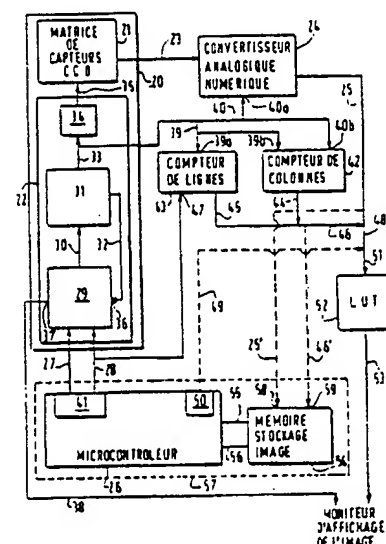 MATRICE
DE
CAPTEURS
CCD
21
23
CONVERTISSEUR
ANALOGIQUE
NUMERIQUE
24
20
35
40
40a
25
34
39
39a
39b
40b
33
COMPTEUR
DE LIGNES
COMPTEUR DE
COLONNES
42
22
31
43
47
45
44
46
48
30
32
51
29
49
LUT
52
37
36
25'
46'
27
28
58
59
53
41
50
55
MEMOIRE
STOCKAGE
IMAGE
MICROCONTROLEUR
56
26
57
38
MONITEUR
D'AFFICHAGE
DE L'IMAGE